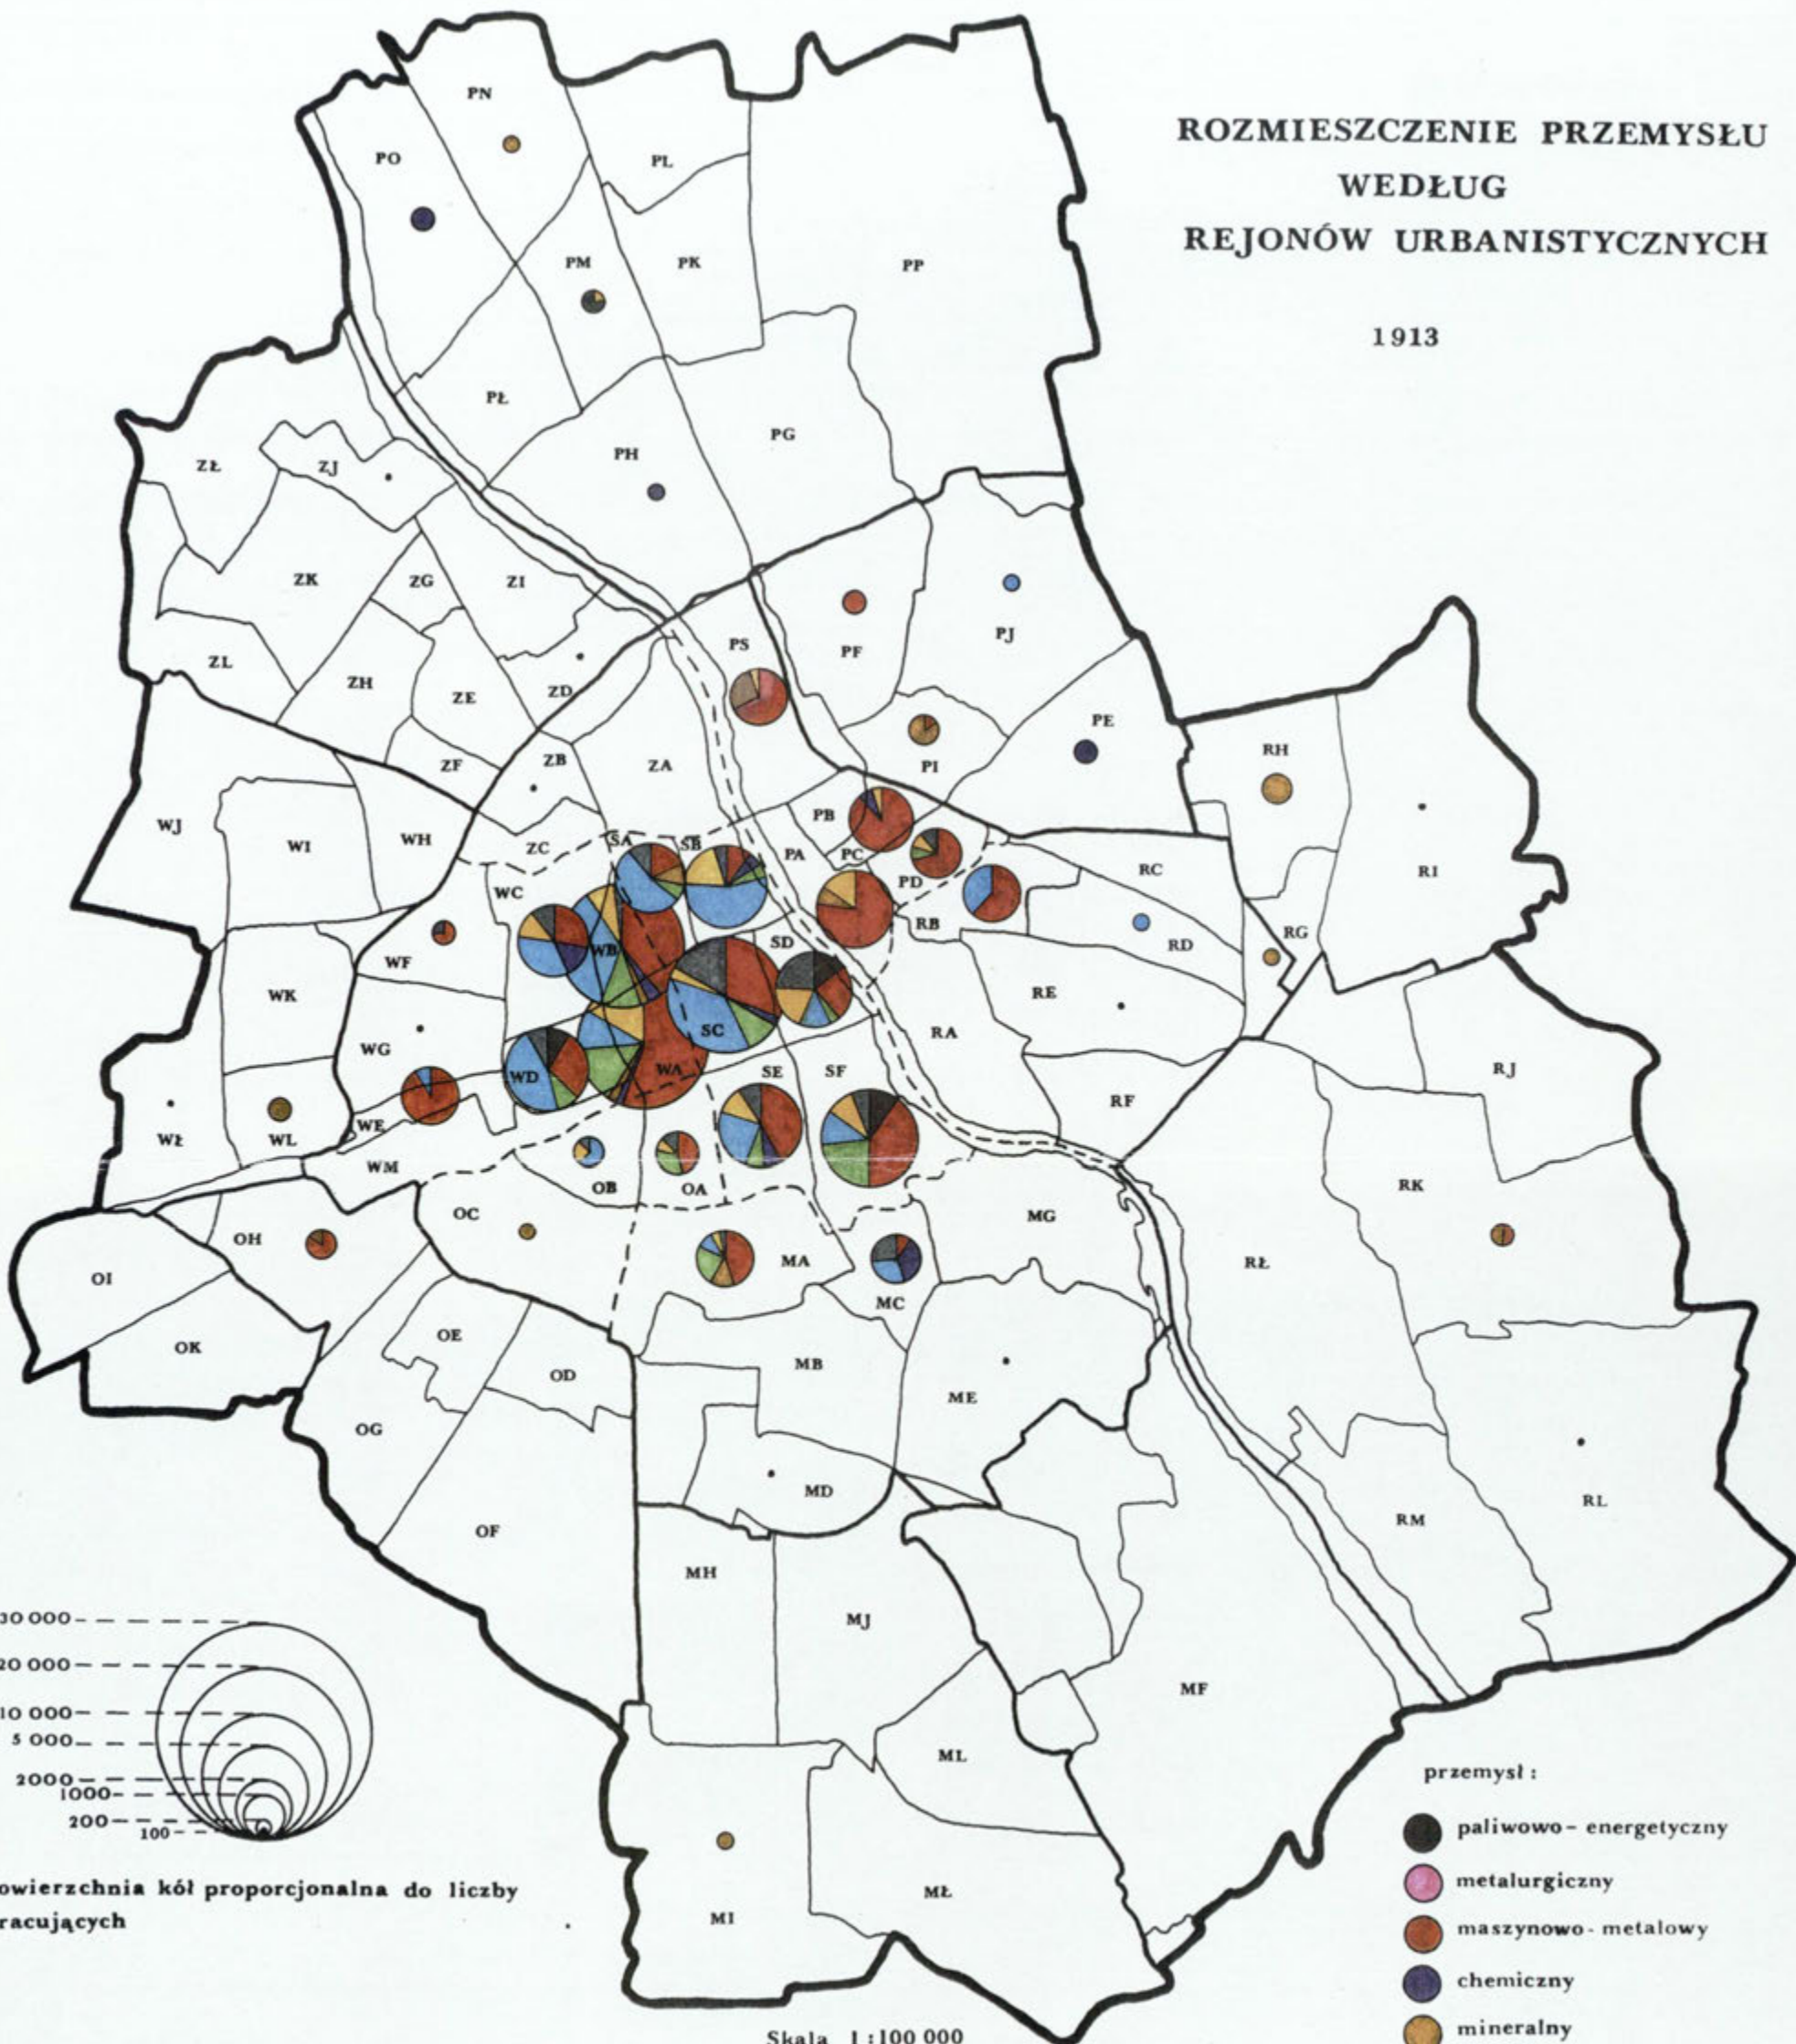 ROZMIESZCZENIE PRZEMYSŁU
WEDŁUG
REJONÓW URBANISTYCZNYCH
1913
PN
PO
PL
PM
PK
PP
PŁ
PG
PH
ZŁ
ZJ
ZK
ZG
ZI
ZL
ZH
ZE
ZD
PS
PF
PJ
PE
PI
RH
ZF
ZB
ZA
WJ
WI
WH
ZC
SA
SB
PB
PA
PC
PD
RC
RI
WC
RB
RD
RG
WF
WB
SD
WK
RE
WG
SC
RA
WD
WA
SE
SF
RJ
RF
WŁ
WL
WE
WM
OB
OA
RK
OC
MG
OH
MA
RŁ
OI
MC
OK
OE
MB
OD
ME
OG
MD
RL
OF
RM
MH
MJ
MF
ML
MŁ
MI
30 000
20 000
10 000
5 000
2000
1000
200
100
owierzchnia kół proporcjonalna do liczby
racujących
Skala 1:100 000
przemysł :
paliwowo - energetyczny
metalurgiczny
maszynowo - metalowy
chemiczny
mineralny